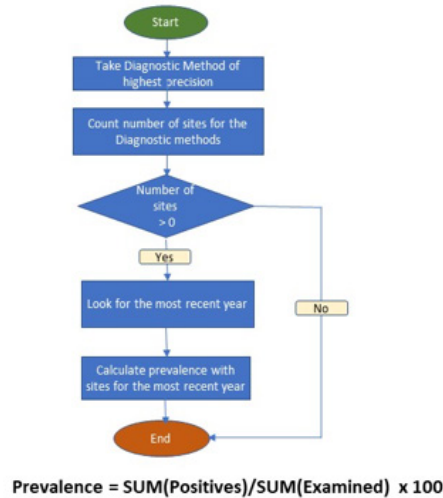 Start
Take Diagnostic Method of
highest precision
Count number of sites for the
Diagnostic methods
Number of
sites
> 0
Yes
No
Look for the most recent year
Calculate prevalence with
sites for the most recent year
End
Prevalence = SUM(Positives)/SUM(Examined) x 100